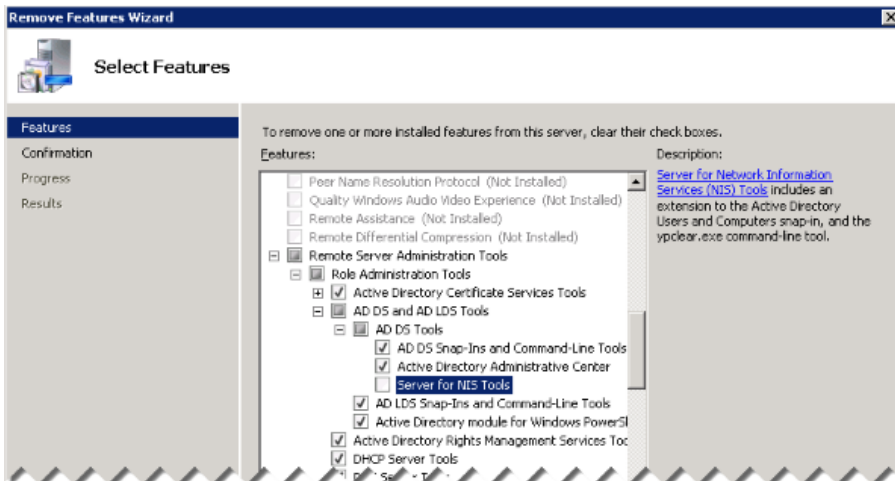 Remove Features Wizard
Select Features
Features
Confirmation
Progress
Results
To remove one or more installed features from this server, clear their check boxes.
Features:
Peer Name Resolution Protocol (Not Installed)
Quality Windows Audio Video Experience (Not Installed)
Remote Assistance (Not Installed)
Remote Differential Compression (Not Installed)
Remote Server Administration Tools
Role Administration Tools
Active Directory Certificate Services Tools
AD DS and AD LDS Tools
AD DS Tools
AD DS Snap-Ins and Command-Line Tools
Active Directory Administrative Center
Server for NIS Tools
AD LDS Snap-Ins and Command-Line Tools
Active Directory module for Windows PowerSl
Active Directory Rights Management Services Toc
DHCP Server Tools
Description:
Server for Network Information
Services (NIS) Tools includes an
extension to the Active Directory
Users and Computers snap-in, and the
ypclear.exe command-line tool.